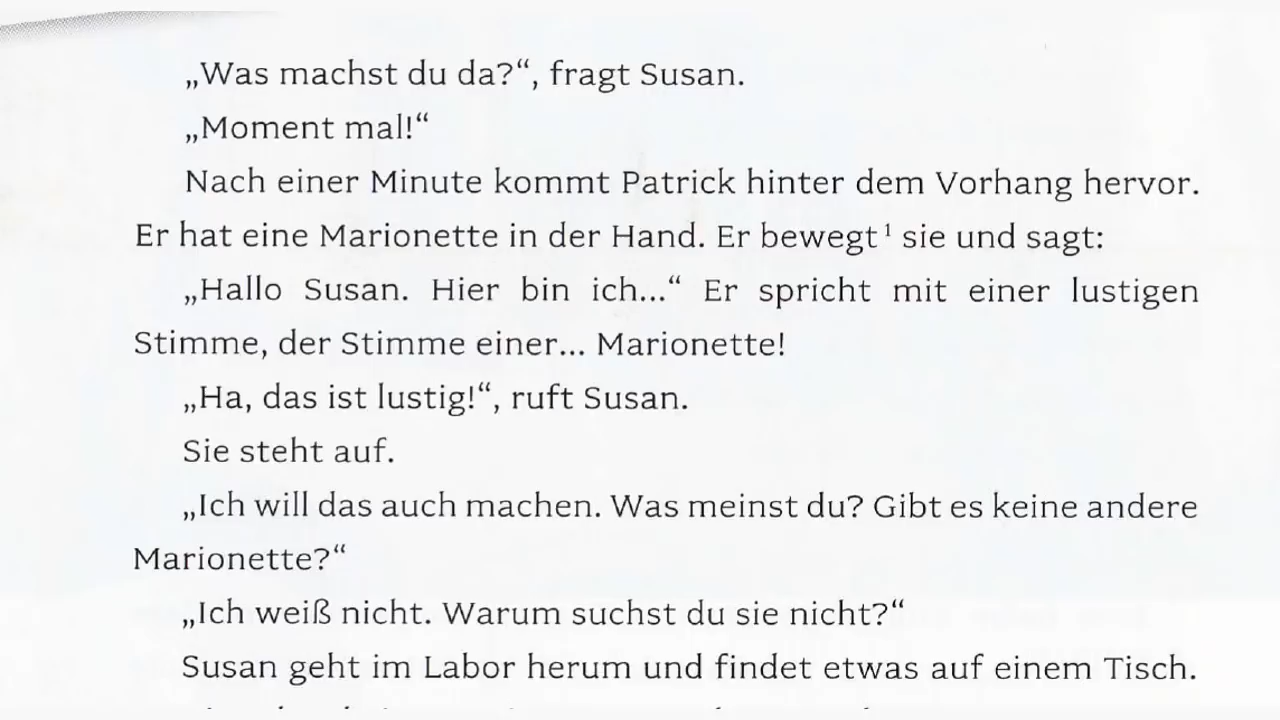 „Was machst du da?“, fragt Susan.
„Moment mal!“
Nach einer Minute kommt Patrick hinter dem Vorhang hervor.
Er hat eine Marionette in der Hand. Er bewegt¹ sie und sagt:
„Hallo Susan. Hier bin ich...“ Er spricht mit einer lustigen
Stimme, der Stimme einer... Marionette!
„Ha, das ist lustig!“, ruft Susan.
Sie steht auf.
„Ich will das auch machen. Was meinst du? Gibt es keine andere
Marionette?“
„Ich weiß nicht. Warum suchst du sie nicht?“
Susan geht im Labor herum und findet etwas auf einem Tisch.